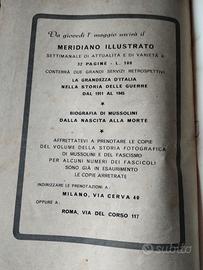 Da giovedì 1° maggio uscirà il
MERIDIANO ILLUSTRATO
SETTIMANALE DI ATTUALITÀ E DI VARIETÀ A
32 PAGINE - L. 100
CONTERRÀ DUE GRANDI SERVIZI RETROSPETTIVI
LA GRANDEZZA D'ITALIA
NELLA STORIA DELLE GUERRE
DAL 1911 AL 1945
BIOGRAFIA DI MUSSOLINI
DALLA NASCITA ALLA MORTE
AFFRETTATEVI A PRENOTARE LE COPIE
DEL VOLUME DELLA STORIA FOTOGRAFICA
DI MUSSOLINI E DEL FASCISMO
PER ALCUNI NUMERI DEI FASCICOLI
SONO GIÀ IN ESAURIMENTO
LE COPIE ARRETRATE
INDIRIZZARE LE PRENOTAZIONI A:
MILANO, VIA CERVA 40
OPPURE A:
ROMA, VIA DEL CORSO 117
subito